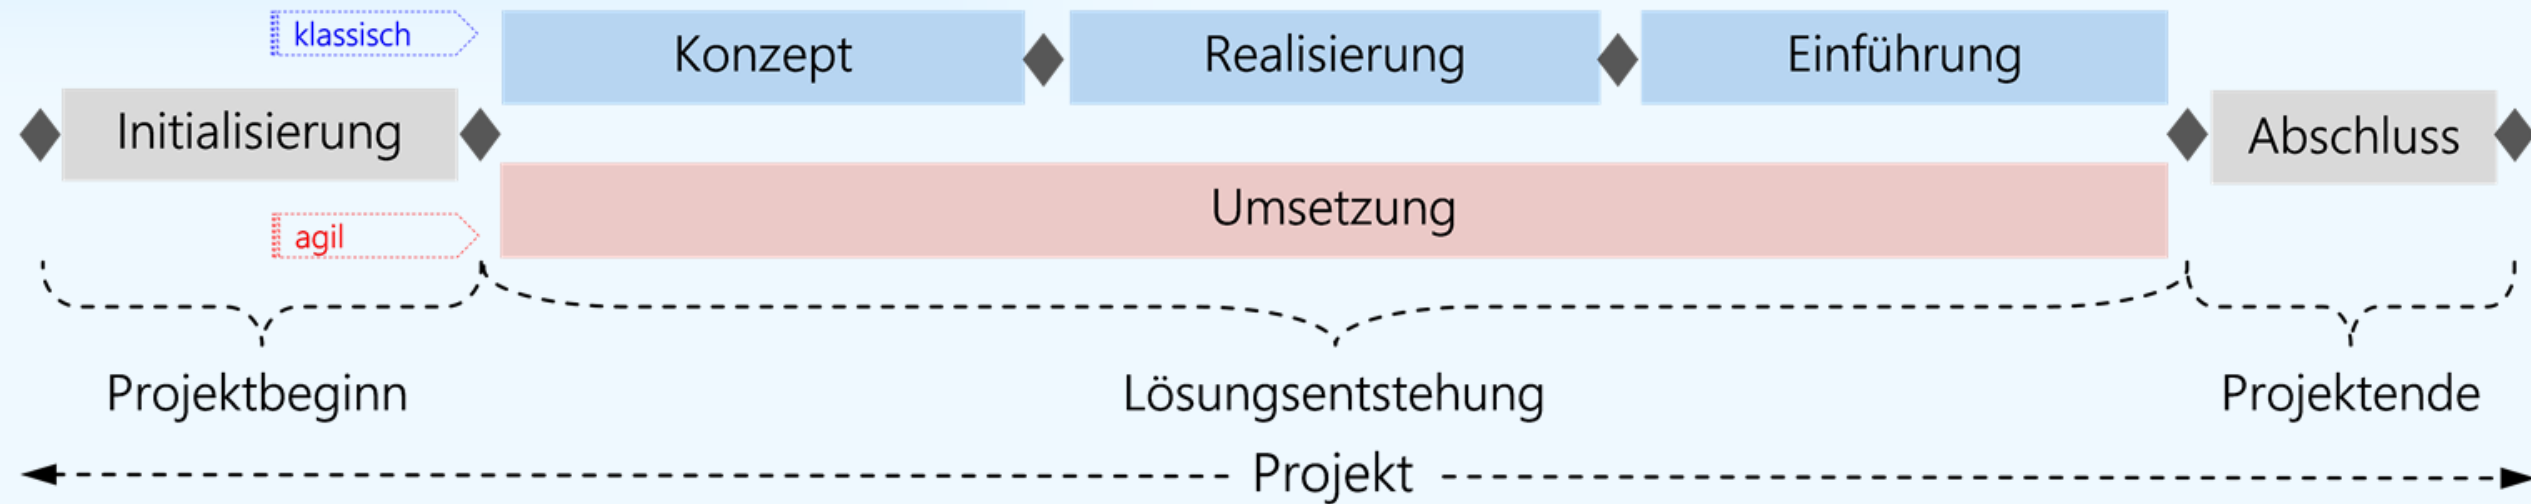 klassisch
Konzept
Realisierung
Einführung
Initialisierung
Abschluss
Umsetzung
agil
Projektbeginn
Lösungsentstehung
Projektende
Projekt